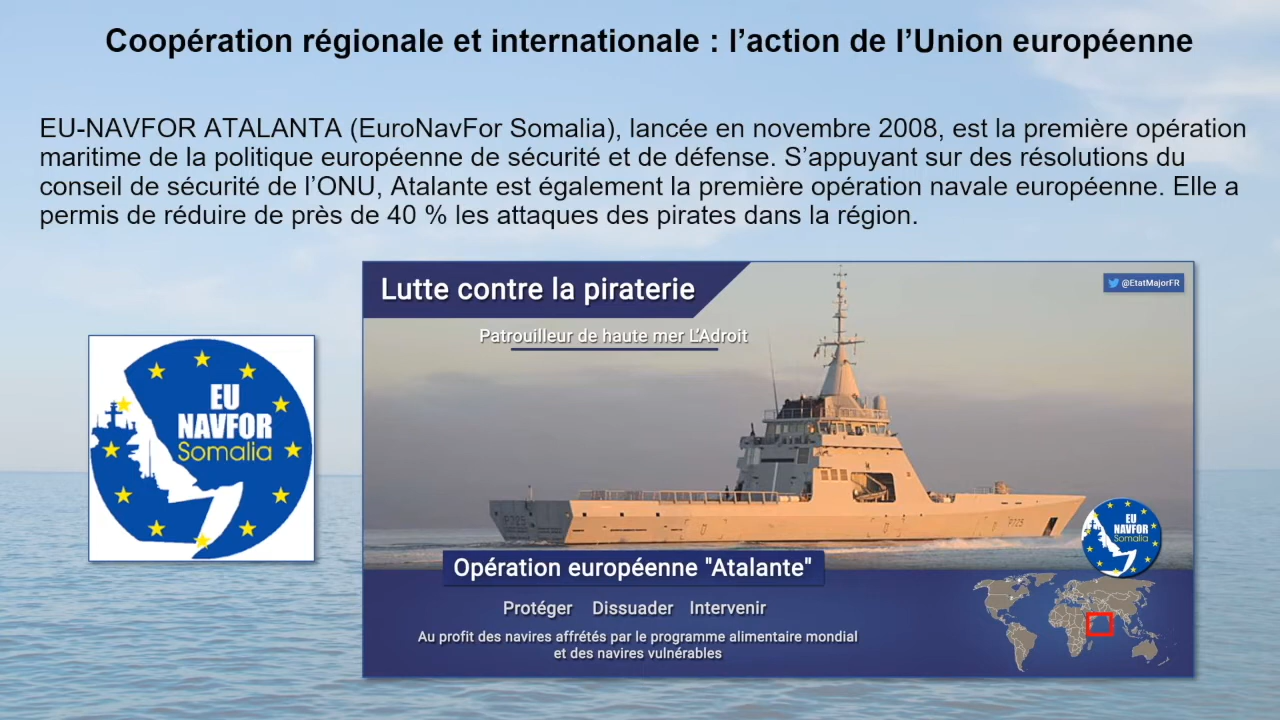 Coopération régionale et internationale : l’action de l’Union européenne
EU-NAVFOR ATALANTA (EuroNavFor Somalia), lancée en novembre 2008, est la première opération
maritime de la politique européenne de sécurité et de défense. S’appuyant sur des résolutions du
conseil de sécurité de l’ONU, Atalante est également la première opération navale européenne. Elle a
permis de réduire de près de 40 % les attaques des pirates dans la région.
Lutte contre la piraterie
@EtatMajorFR
Patrouilleur de haute mer L'Adroit
EU
NAVFOR
Somalia
P725
P725
EU
NAVFOR
Somalia
Opération européenne "Atalante"
Protéger Dissuader Intervenir
Au profit des navires affrétés par le programme alimentaire mondial
et des navires vulnérables